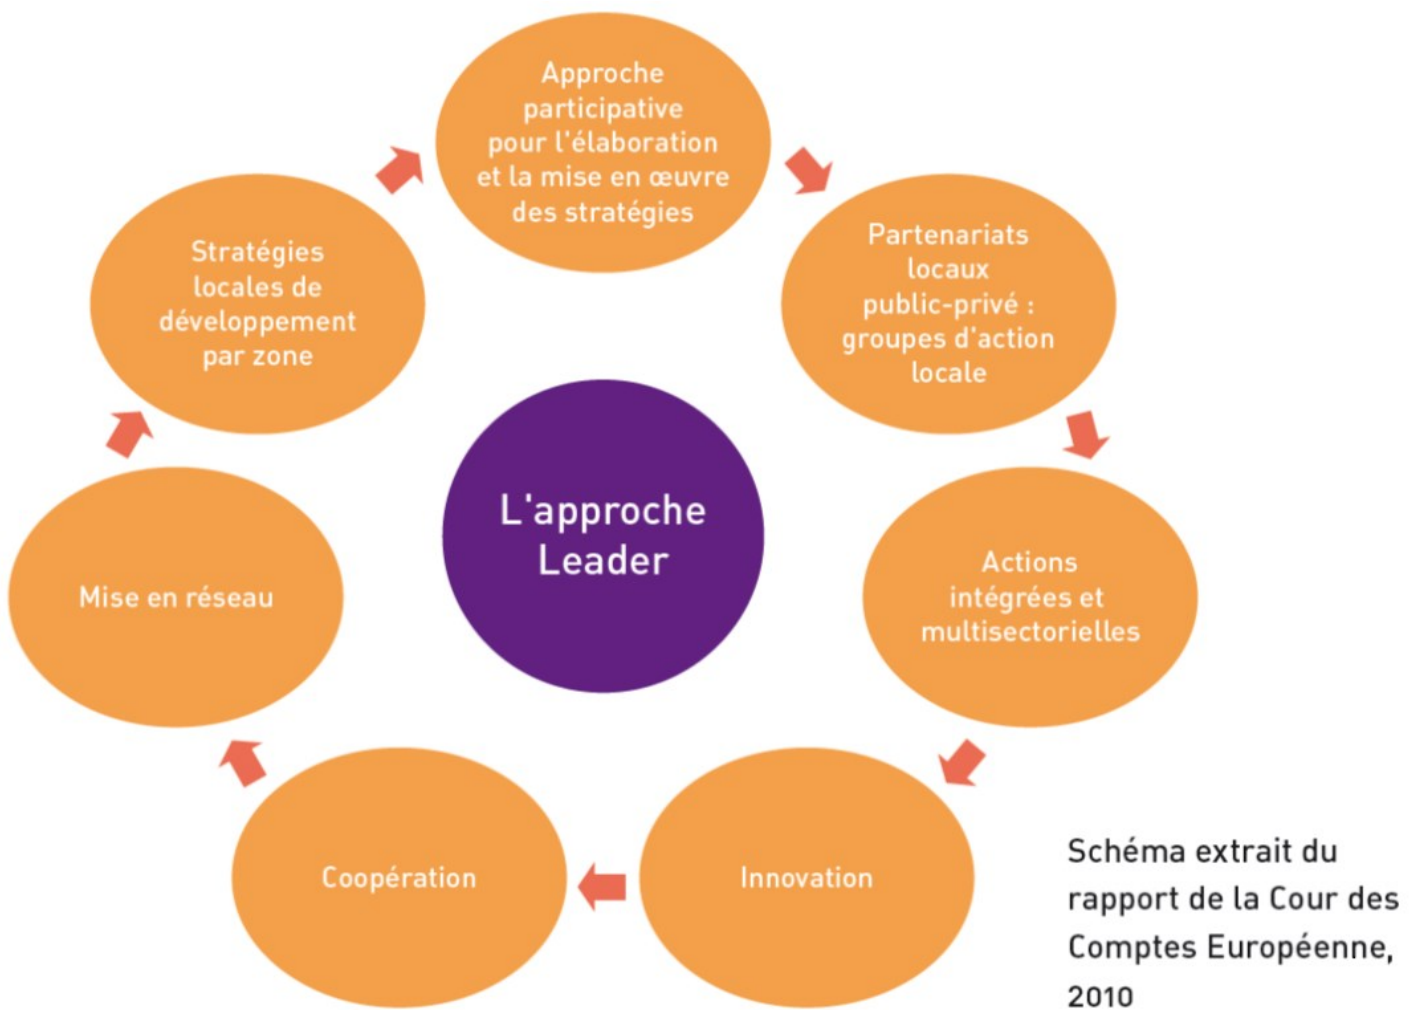 Approche
participative
pour l'élaboration
et la mise en œuvre
des stratégies
Partenariats
locaux
public-privé :
groupes d'action
locale
Actions
intégrées et
multisectorielles
Innovation
Coopération
Mise en réseau
Stratégies
locales de
développement
par zone
L'approche
Leader
Schéma extrait du
rapport de la Cour des
Comptes Européenne,
2010